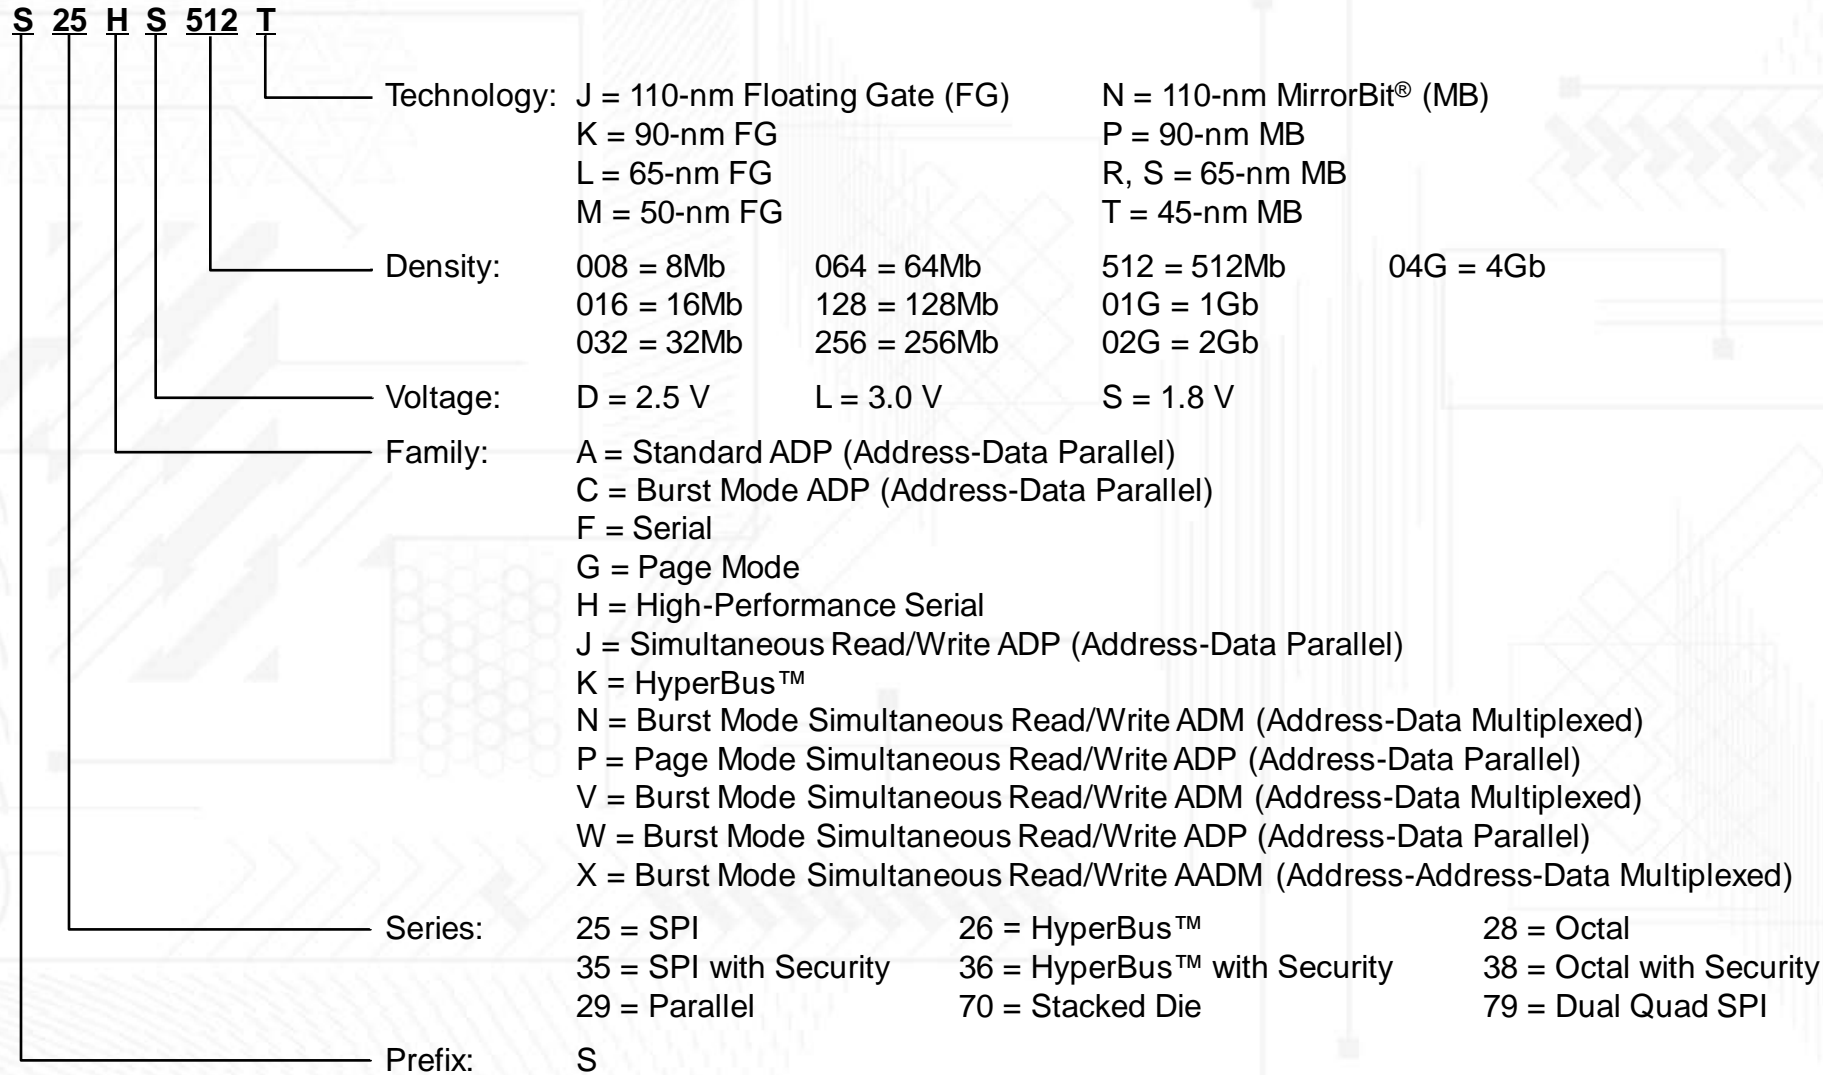 S 25 H S 512 T
Technology: J = 110-nm Floating Gate (FG) N = 110-nm MirrorBit® (MB)
K = 90-nm FG P = 90-nm MB
L = 65-nm FG R, S = 65-nm MB
M = 50-nm FG T = 45-nm MB
Density: 008 = 8Mb 064 = 64Mb 512 = 512Mb 04G = 4Gb
016 = 16Mb 128 = 128Mb 01G = 1Gb
032 = 32Mb 256 = 256Mb 02G = 2Gb
Voltage: D = 2.5 V L = 3.0 V S = 1.8 V
Family: A = Standard ADP (Address-Data Parallel)
C = Burst Mode ADP (Address-Data Parallel)
F = Serial
G = Page Mode
H = High-Performance Serial
J = Simultaneous Read/Write ADP (Address-Data Parallel)
K = HyperBus™
N = Burst Mode Simultaneous Read/Write ADM (Address-Data Multiplexed)
P = Page Mode Simultaneous Read/Write ADP (Address-Data Parallel)
V = Burst Mode Simultaneous Read/Write ADM (Address-Data Multiplexed)
W = Burst Mode Simultaneous Read/Write ADP (Address-Data Parallel)
X = Burst Mode Simultaneous Read/Write AADM (Address-Address-Data Multiplexed)
Series: 25 = SPI 26 = HyperBus™ 28 = Octal
35 = SPI with Security 36 = HyperBus™ with Security 38 = Octal with Security
29 = Parallel 70 = Stacked Die 79 = Dual Quad SPI
Prefix: S